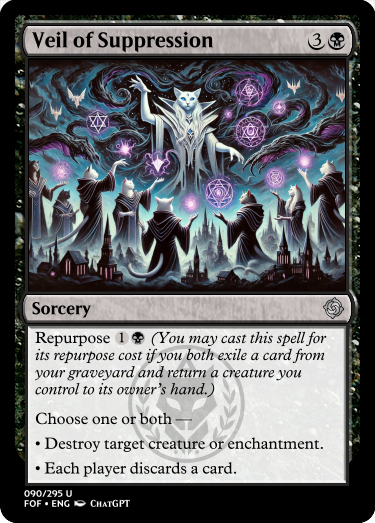 Veil of Suppression 3
Sorcery
Repurpose 1 (You may cast this spell for
its repurpose cost if you both exile a card from
your graveyard and return a creature you
control to its owner's hand.)
Choose one or both —
• Destroy target creature or enchantment.
• Each player discards a card.
090/295 U
FOF • ENG ChatGPT